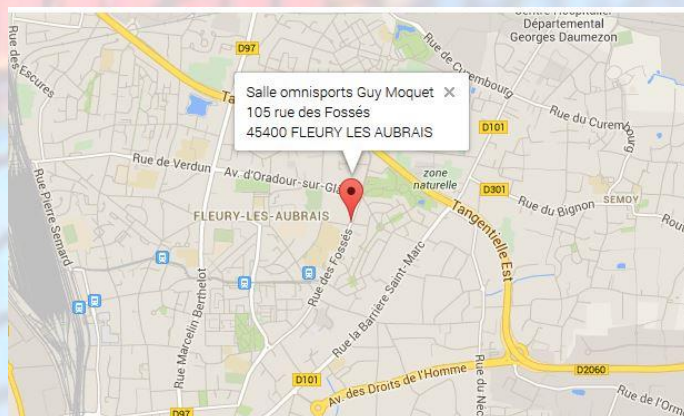 Centre Hospitalier
Départemental
Georges Daumezon
Rue des Escures
D97
Rue de Curembourg
Salle omnisports Guy Moquet ×
105 rue des Fossés
45400 FLEURY LES AUBRAIS
Rue du Curembourg
D101
Rue de Verdun
Av. d'Oradour-sur-Gla
zone
naturelle
D301
SEMOY
Rue du Bignon
Rue Pierre Semard
FLEURY-LES-AUBRAIS
Tangentielle Est
Rue des Fossés
Rue Marcelin Berthelot
Rue la Barrière Saint-Marc
D101
Av. des Droits de l'Homme
D2060
D97
Rue de l'Orme